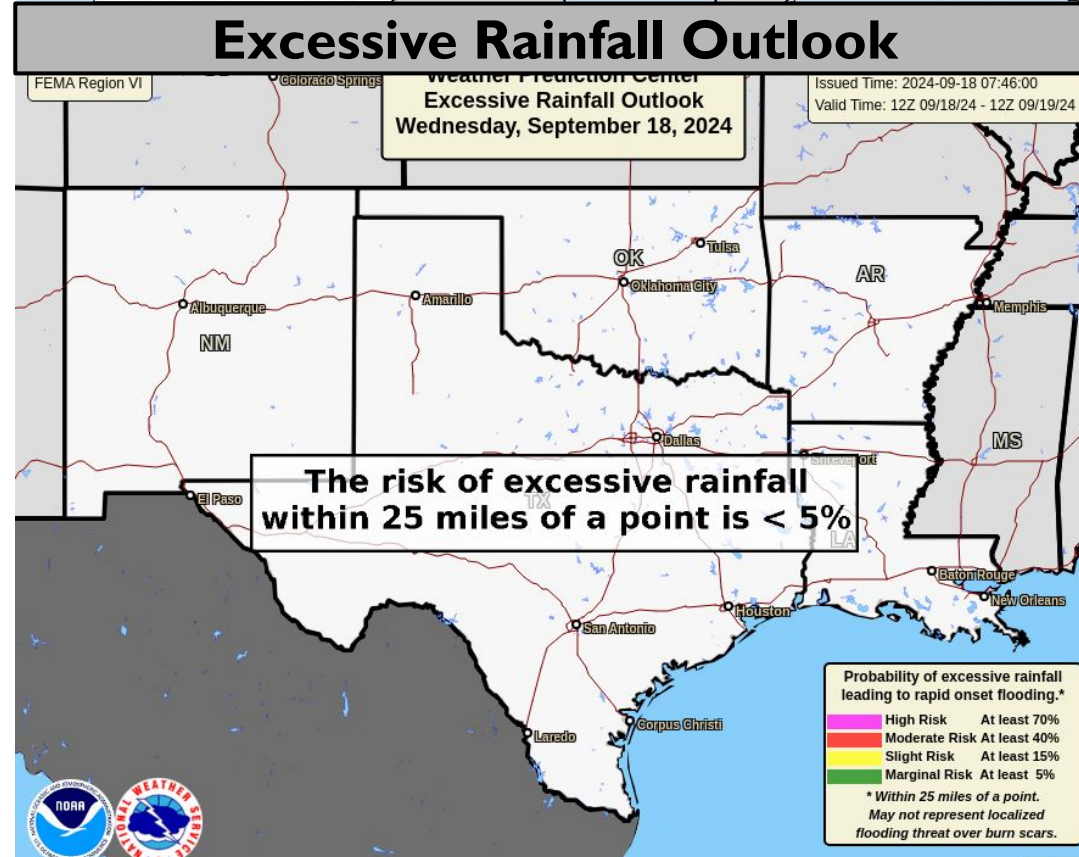 Excessive Rainfall Outlook
FEMA Region VI
Colorado Springs
Weather Prediction Center
Excessive Rainfall Outlook
Wednesday, September 18, 2024
Issued Time: 2024-09-18 07:46:00
Valid Time: 12Z 09/18/24 - 12Z 09/19/24
Tulsa
OK
Oklahoma City
AR
Albuquerque
Amarillo
Memphis
NM
Dallas
MS
Shreveport
The risk of excessive rainfall
within 25 miles of a point is < 5%
El Paso
TX
LA
Baton Rouge
New Orleans
Houston
San Antonio
Corpus Christi
Laredo
Probability of excessive rainfall
leading to rapid onset flooding.*
High Risk At least 70%
Moderate Risk At least 40%
Slight Risk At least 15%
Marginal Risk At least 5%
* Within 25 miles of a point.
May not represent localized
flooding threat over burn scars.
NOAA
NATIONAL WEATHER SERVICE